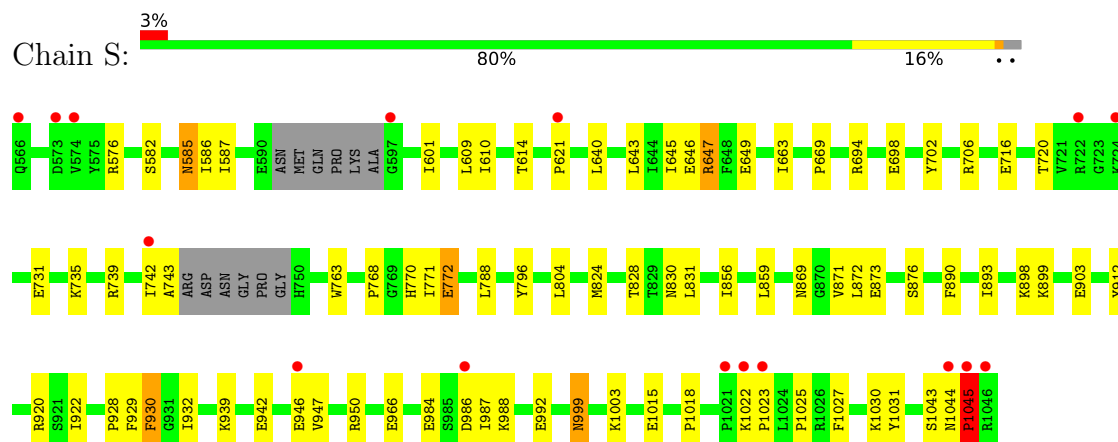 3%
Chain S:
80% 16% • •
Q566 D573 V574 Y575 R576 S582 N585 I586 I587 E590 ASN MET GLN PRO LYS ALA G597 I601 L609 I610 T614 P621 L640 L643 I644 I645 E646 R647 F648 E649 I663 P669 R694 E698 Y702 R706 E716 T720 V721 R722 G723 K724
E731 K735 R739 I742 A743 ARG ASP ASN GLY PRO GLY H750 W763 P768 G769 H770 I771 E772 L788 Y796 L804 M824 T828 T829 N830 L831 I856 L859 N869 G870 V871 L872 E873 S876 F890 I893 K898 K899 E903 Y912
R920 S921 I922 P928 F929 F930 G931 I932 K939 E942 E946 V947 R950 E966 E984 S985 D986 I987 K988 E992 N999 K1003 E1015 P1018 P1021 K1022 P1023 L1024 P1025 R1026 F1027 K1030 Y1031 S1043 N1044 P1045 R1046